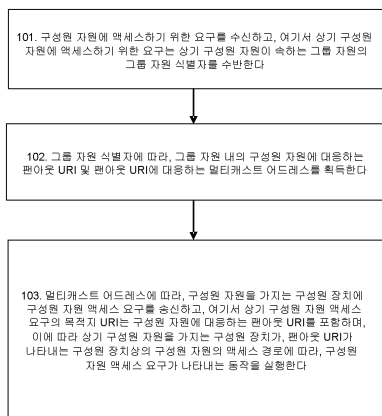 101. 구성원 자원에 액세스하기 위한 요구를 수신하고, 여기서 상기 구성원
자원에 액세스하기 위한 요구는 상기 구성원 자원이 속하는 그룹 자원의
그룹 자원 식별자를 수반한다
102. 그룹 자원 식별자에 따라, 그룹 자원 내의 구성원 자원에 대응하는
팬아웃 URI 및 팬아웃 URI에 대응하는 멀티캐스트 어드레스를 획득한다
103. 멀티캐스트 어드레스에 따라, 구성원 자원을 가지는 구성원 장치에
구성원 자원 액세스 요구를 송신하고, 여기서 상기 구성원 자원 액세스
요구의 목적지 URI는 구성원 자원에 대응하는 팬아웃 URI를 포함하며,
이에 따라 상기 구성원 자원을 가지는 구성원 장치가, 팬아웃 URI가
나타내는 구성원 장치상의 구성원 자원의 액세스 경로에 따라, 구성원
자원 액세스 요구가 나타내는 동작을 실행한다